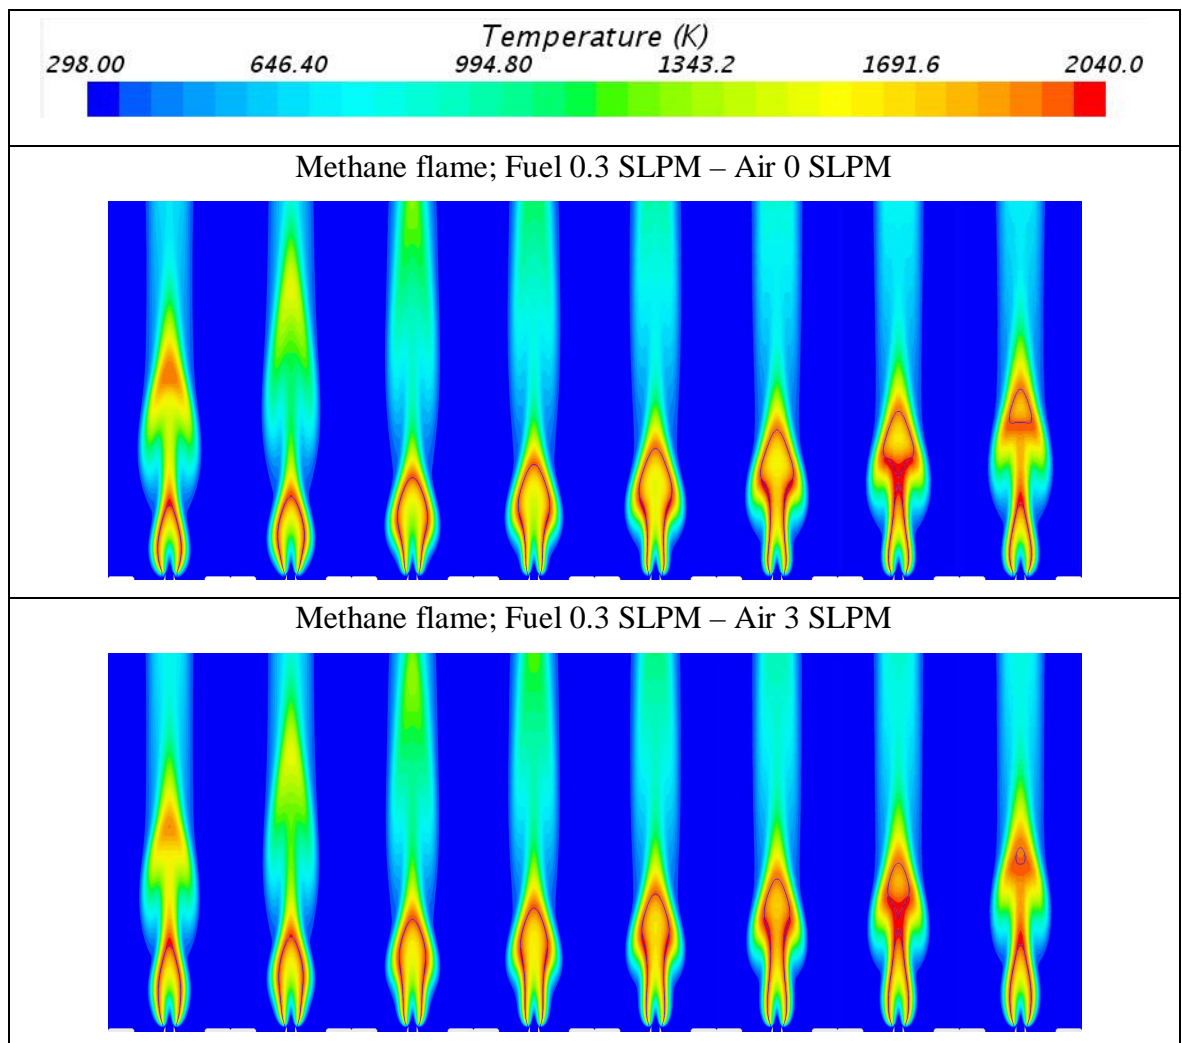 Temperature (K)
298.00 646.40 994.80 1343.2 1691.6 2040.0
Methane flame; Fuel 0.3 SLPM – Air 0 SLPM
Methane flame; Fuel 0.3 SLPM – Air 3 SLPM